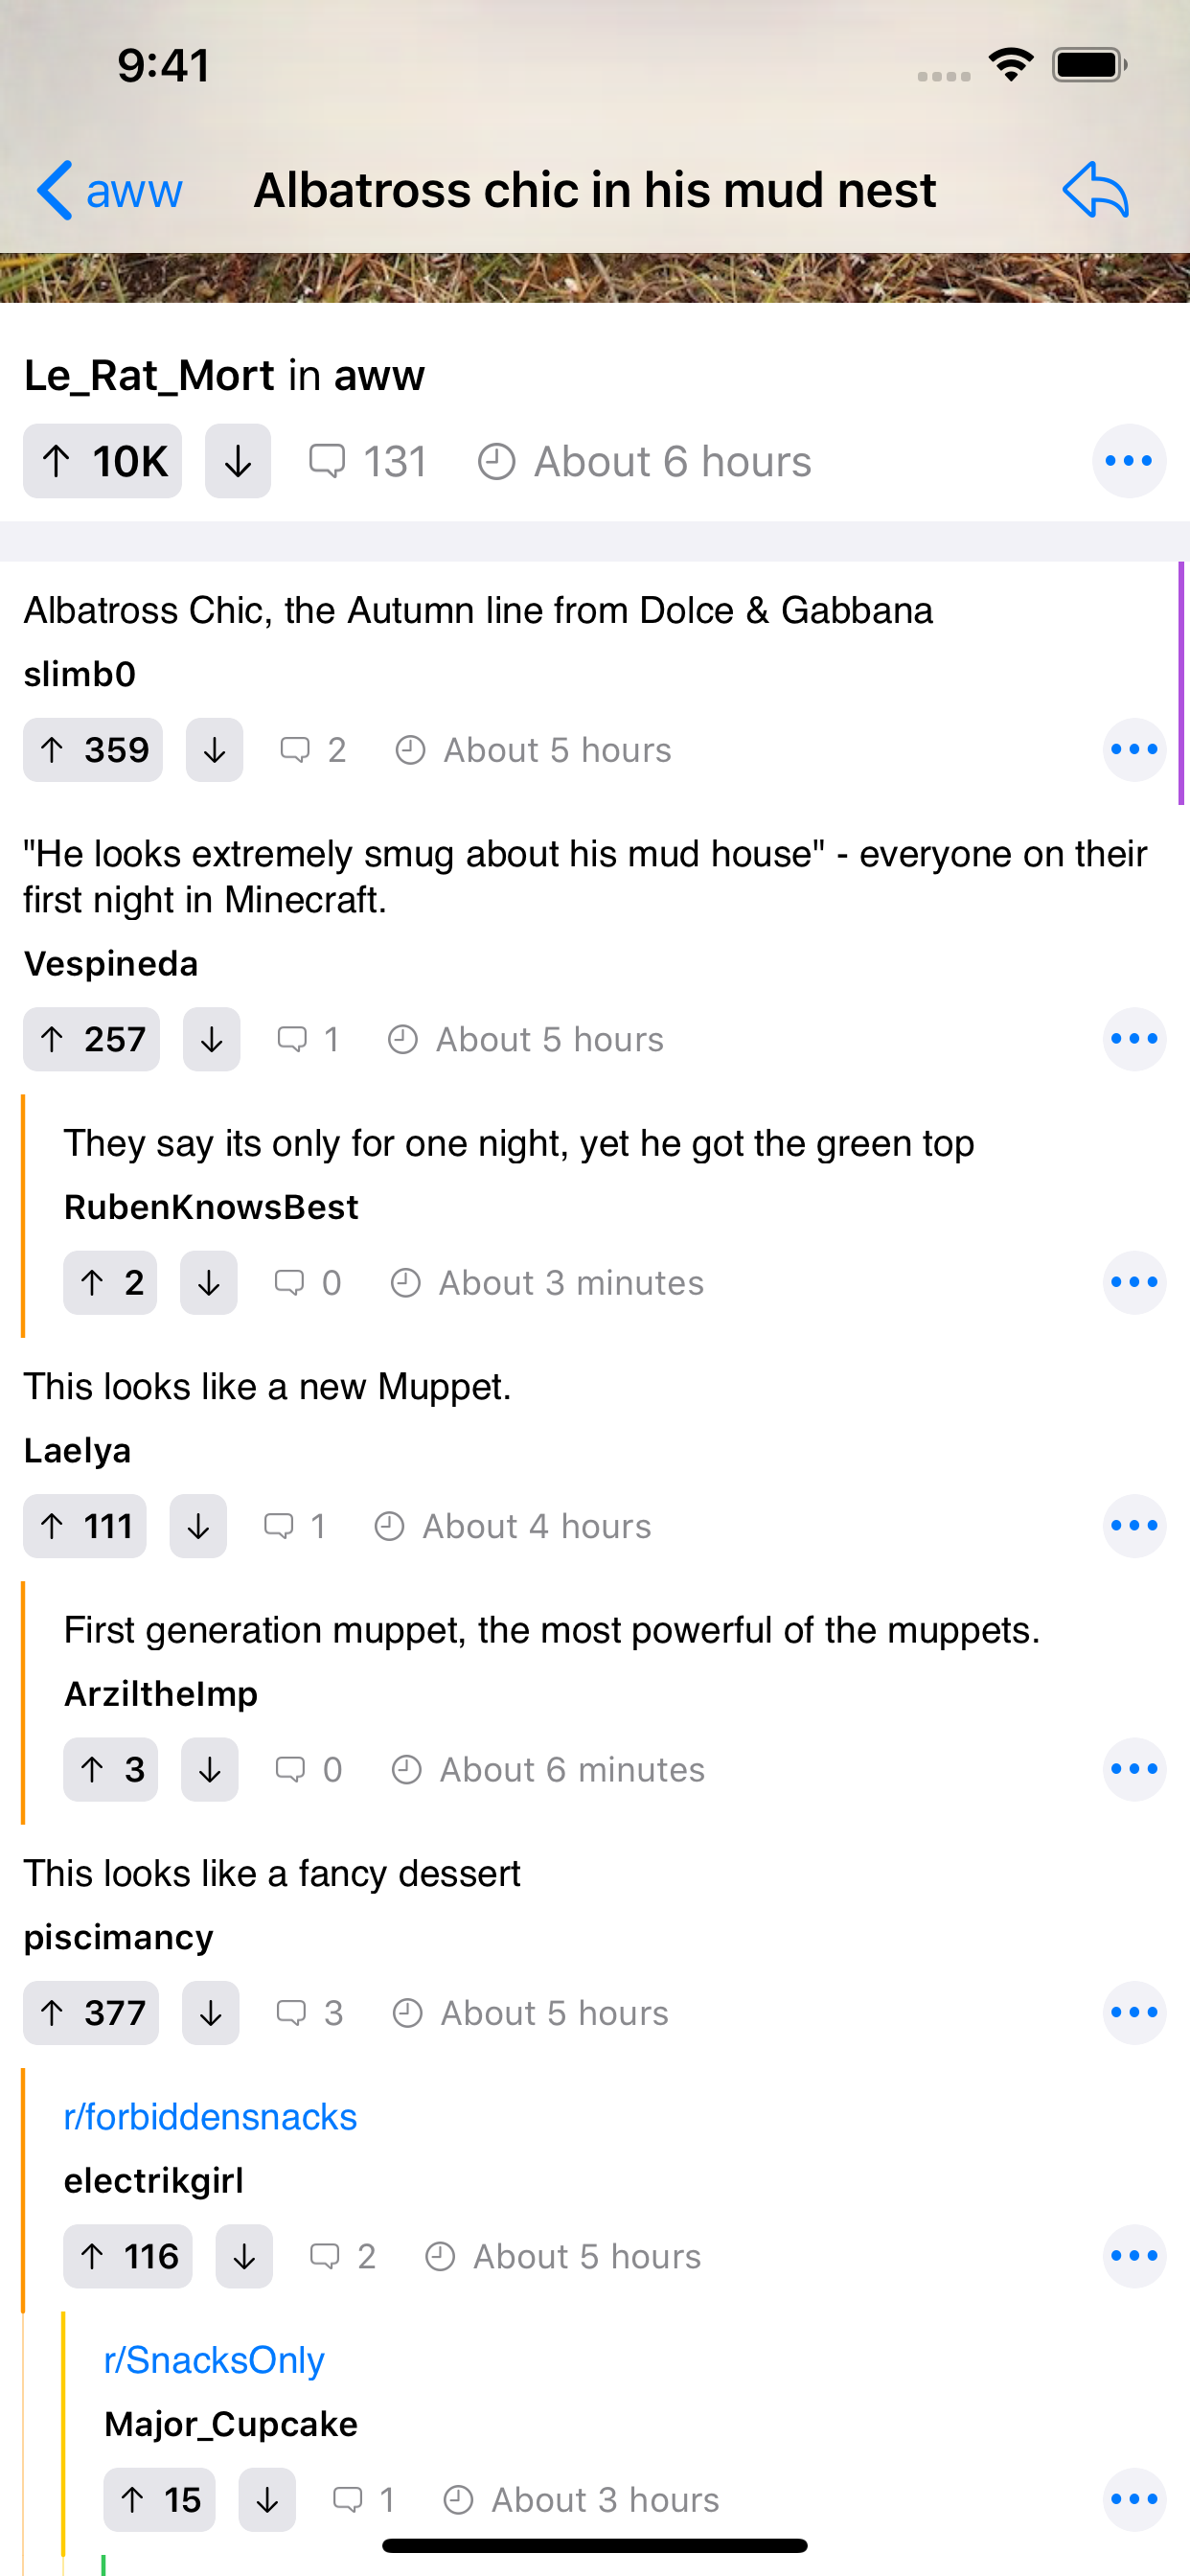 9:41
aww
Albatross chic in his mud nest
Le_Rat_Mort in aww
10K 131 About 6 hours
Albatross Chic, the Autumn line from Dolce & Gabbana
slimb0
359 2 About 5 hours
"He looks extremely smug about his mud house" - everyone on their
first night in Minecraft.
Vespineda
257 1 About 5 hours
They say its only for one night, yet he got the green top
RubenKnowsBest
2 0 About 3 minutes
This looks like a new Muppet.
Laelya
111 1 About 4 hours
First generation muppet, the most powerful of the muppets.
ArziltheImp
3 0 About 6 minutes
This looks like a fancy dessert
piscimancy
377 3 About 5 hours
r/forbiddensnacks
electrikgirl
116 2 About 5 hours
r/SnacksOnly
Major_Cupcake
15 1 About 3 hours